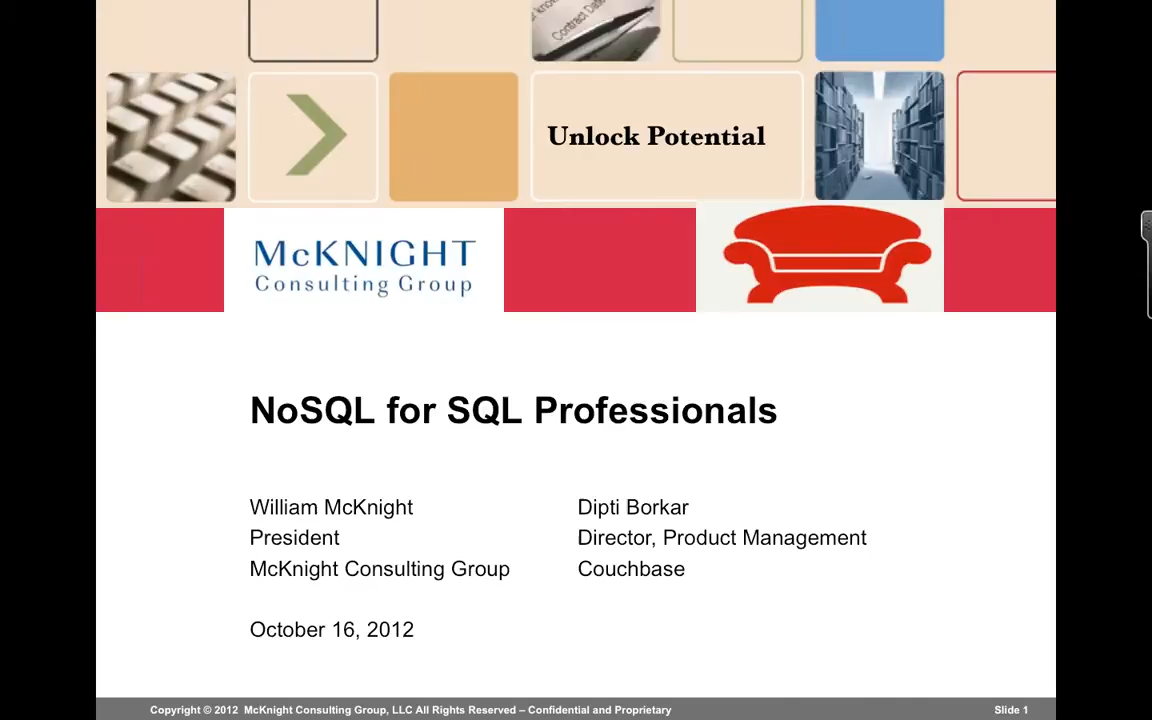 Contract Date
Unlock Potential
McKNIGHT
Consulting Group
NoSQL for SQL Professionals
William McKnight
President
McKnight Consulting Group
Dipti Borkar
Director, Product Management
Couchbase
October 16, 2012
Copyright © 2012 McKnight Consulting Group, LLC All Rights Reserved – Confidential and Proprietary
Slide 1